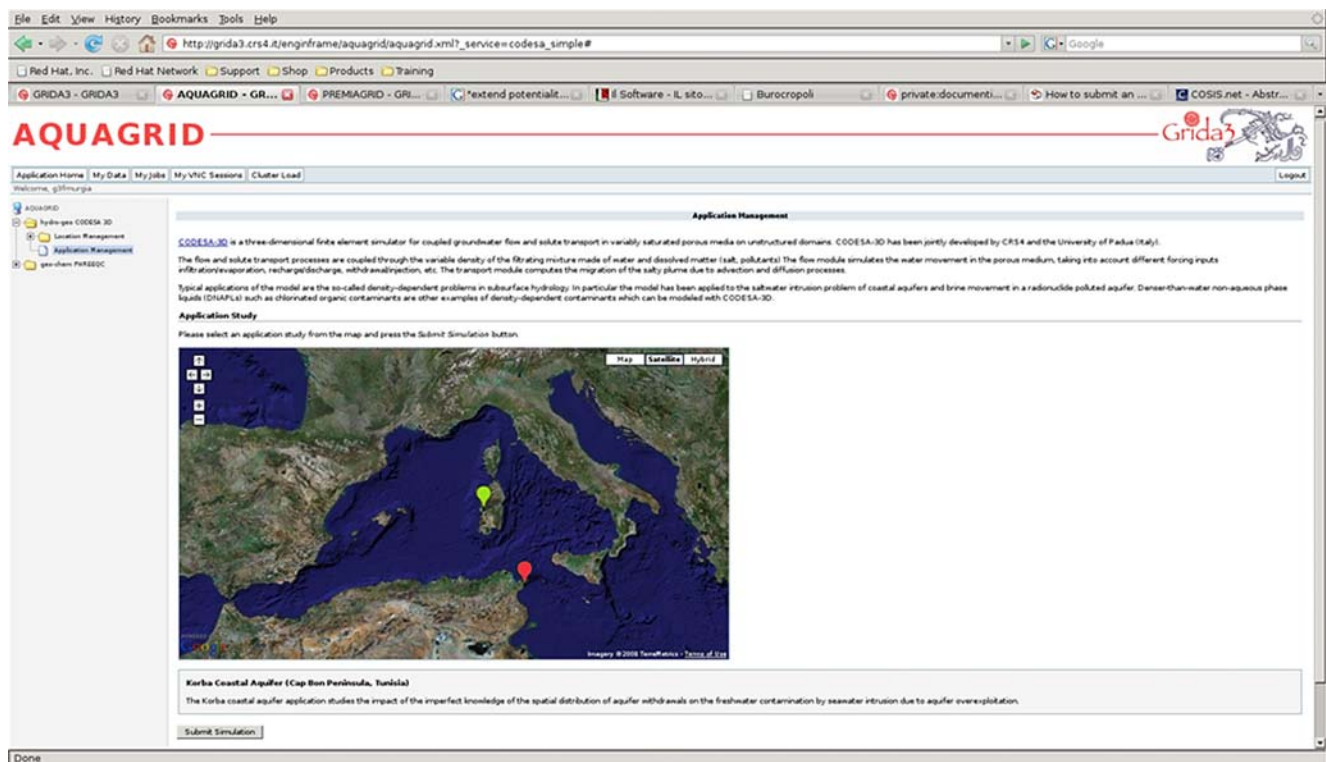 File Edit View History Bookmarks Tools Help
http://grida3.crs4.it/enginframe/aquagrid/aquagrid.xml?_service=codesa_simple#
Google
Red Hat, Inc. Red Hat Network Support Shop Products Training
GRIDA3 - GRIDA3 AQUAGRID - GR... PREMIAGRID - GRI... "extend potentialit... Il Software - IL sito... Burocropoli private:documenti... How to submit an ... COSIS.net - Abstr...
AQUAGRID
Grida3
Application Home My Data My Jobs My VNC Sessions Cluster Load Logout
Welcome, g3fmurgia
AQUAGRID
hydro-geo CODESA 3D
Location Management
Application Management
geo-chem PHREEQC
Application Management
CODESA-3D is a three-dimensional finite element simulator for coupled groundwater flow and solute transport in variably saturated porous media on unstructured domains. CODESA-3D has been jointly developed by CRS4 and the University of Padua (Italy).
The flow and solute transport processes are coupled through the variable density of the filtrating mixture made of water and dissolved matter (salt, pollutants) The flow module simulates the water movement in the porous medium, taking into account different forcing inputs
infiltration/evaporation, recharge/discharge, withdrawal/injection, etc. The transport module computes the migration of the salty plume due to advection and diffusion processes.
Typical applications of the model are the so-called density-dependent problems in subsurface hydrology. In particular the model has been applied to the saltwater intrusion problem of coastal aquifers and brine movement in a radionuclide polluted aquifer. Denser-than-water non-aqueous phase
liquids (DNAPLs) such as chlorinated organic contaminants are other examples of density-dependent contaminants which can be modeled with CODESA-3D.
Application Study
Please select an application study from the map and press the Submit Simulation button.
Map Satellite Hybrid
Google
Imagery ©2008 TerraMetrics - Terms of Use
Korba Coastal Aquifer (Cap Bon Peninsula, Tunisia)
The Korba coastal aquifer application studies the impact of the imperfect knowledge of the spatial distribution of aquifer withdrawals on the freshwater contamination by seawater intrusion due to aquifer overexploitation.
Submit Simulation
Done